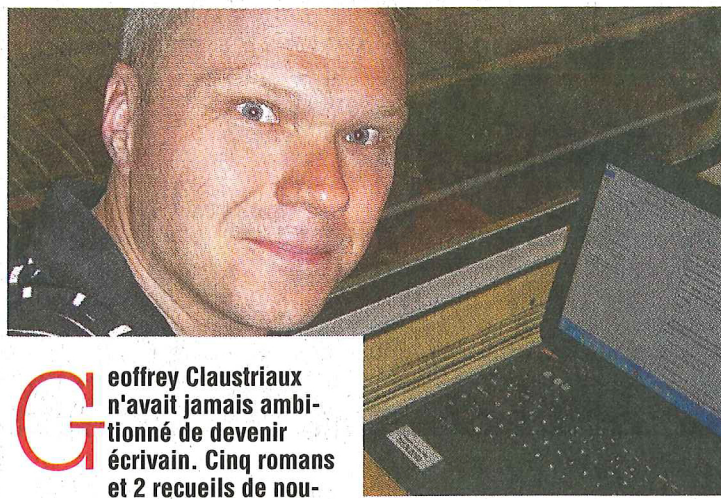 Geoffrey Claustriaux
n'avait jamais ambi-
tionné de devenir
écrivain. Cinq romans
et 2 recueils de nou-